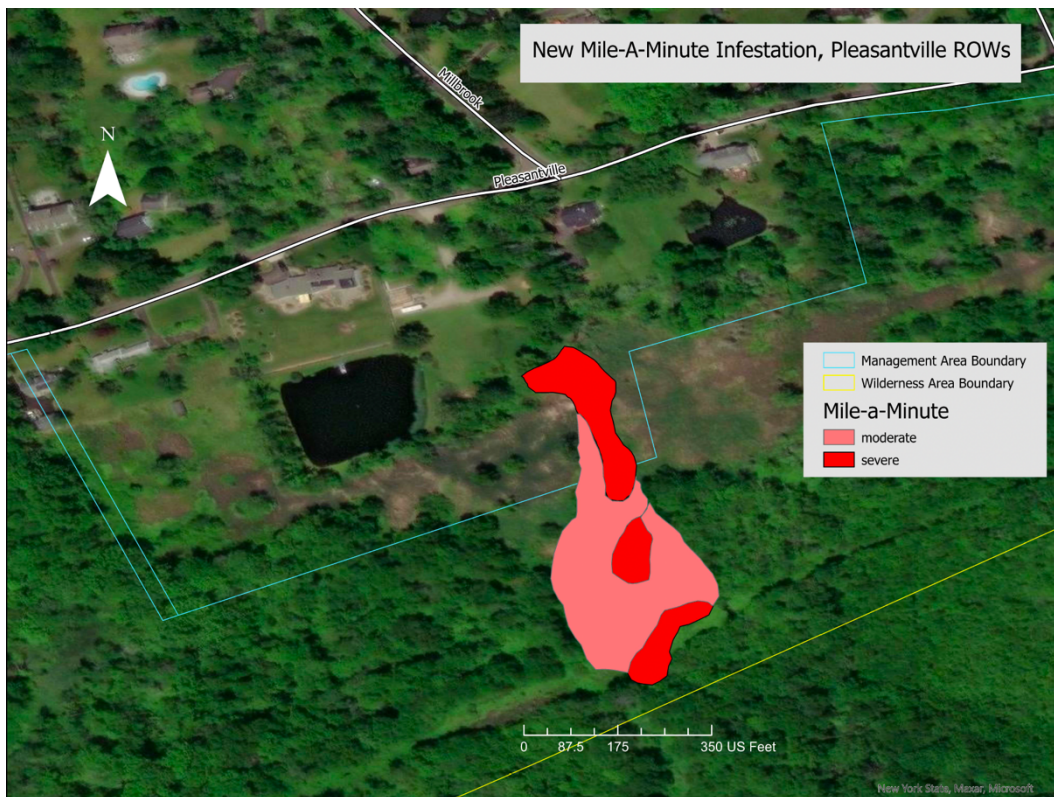 New Mile-A-Minute Infestation, Pleasantville ROWs
Millbrook
N
Pleasantville
Management Area Boundary
Wilderness Area Boundary
Mile-a-Minute
moderate
severe
0 87.5 175 350 US Feet
New York State, Maxar, Microsoft